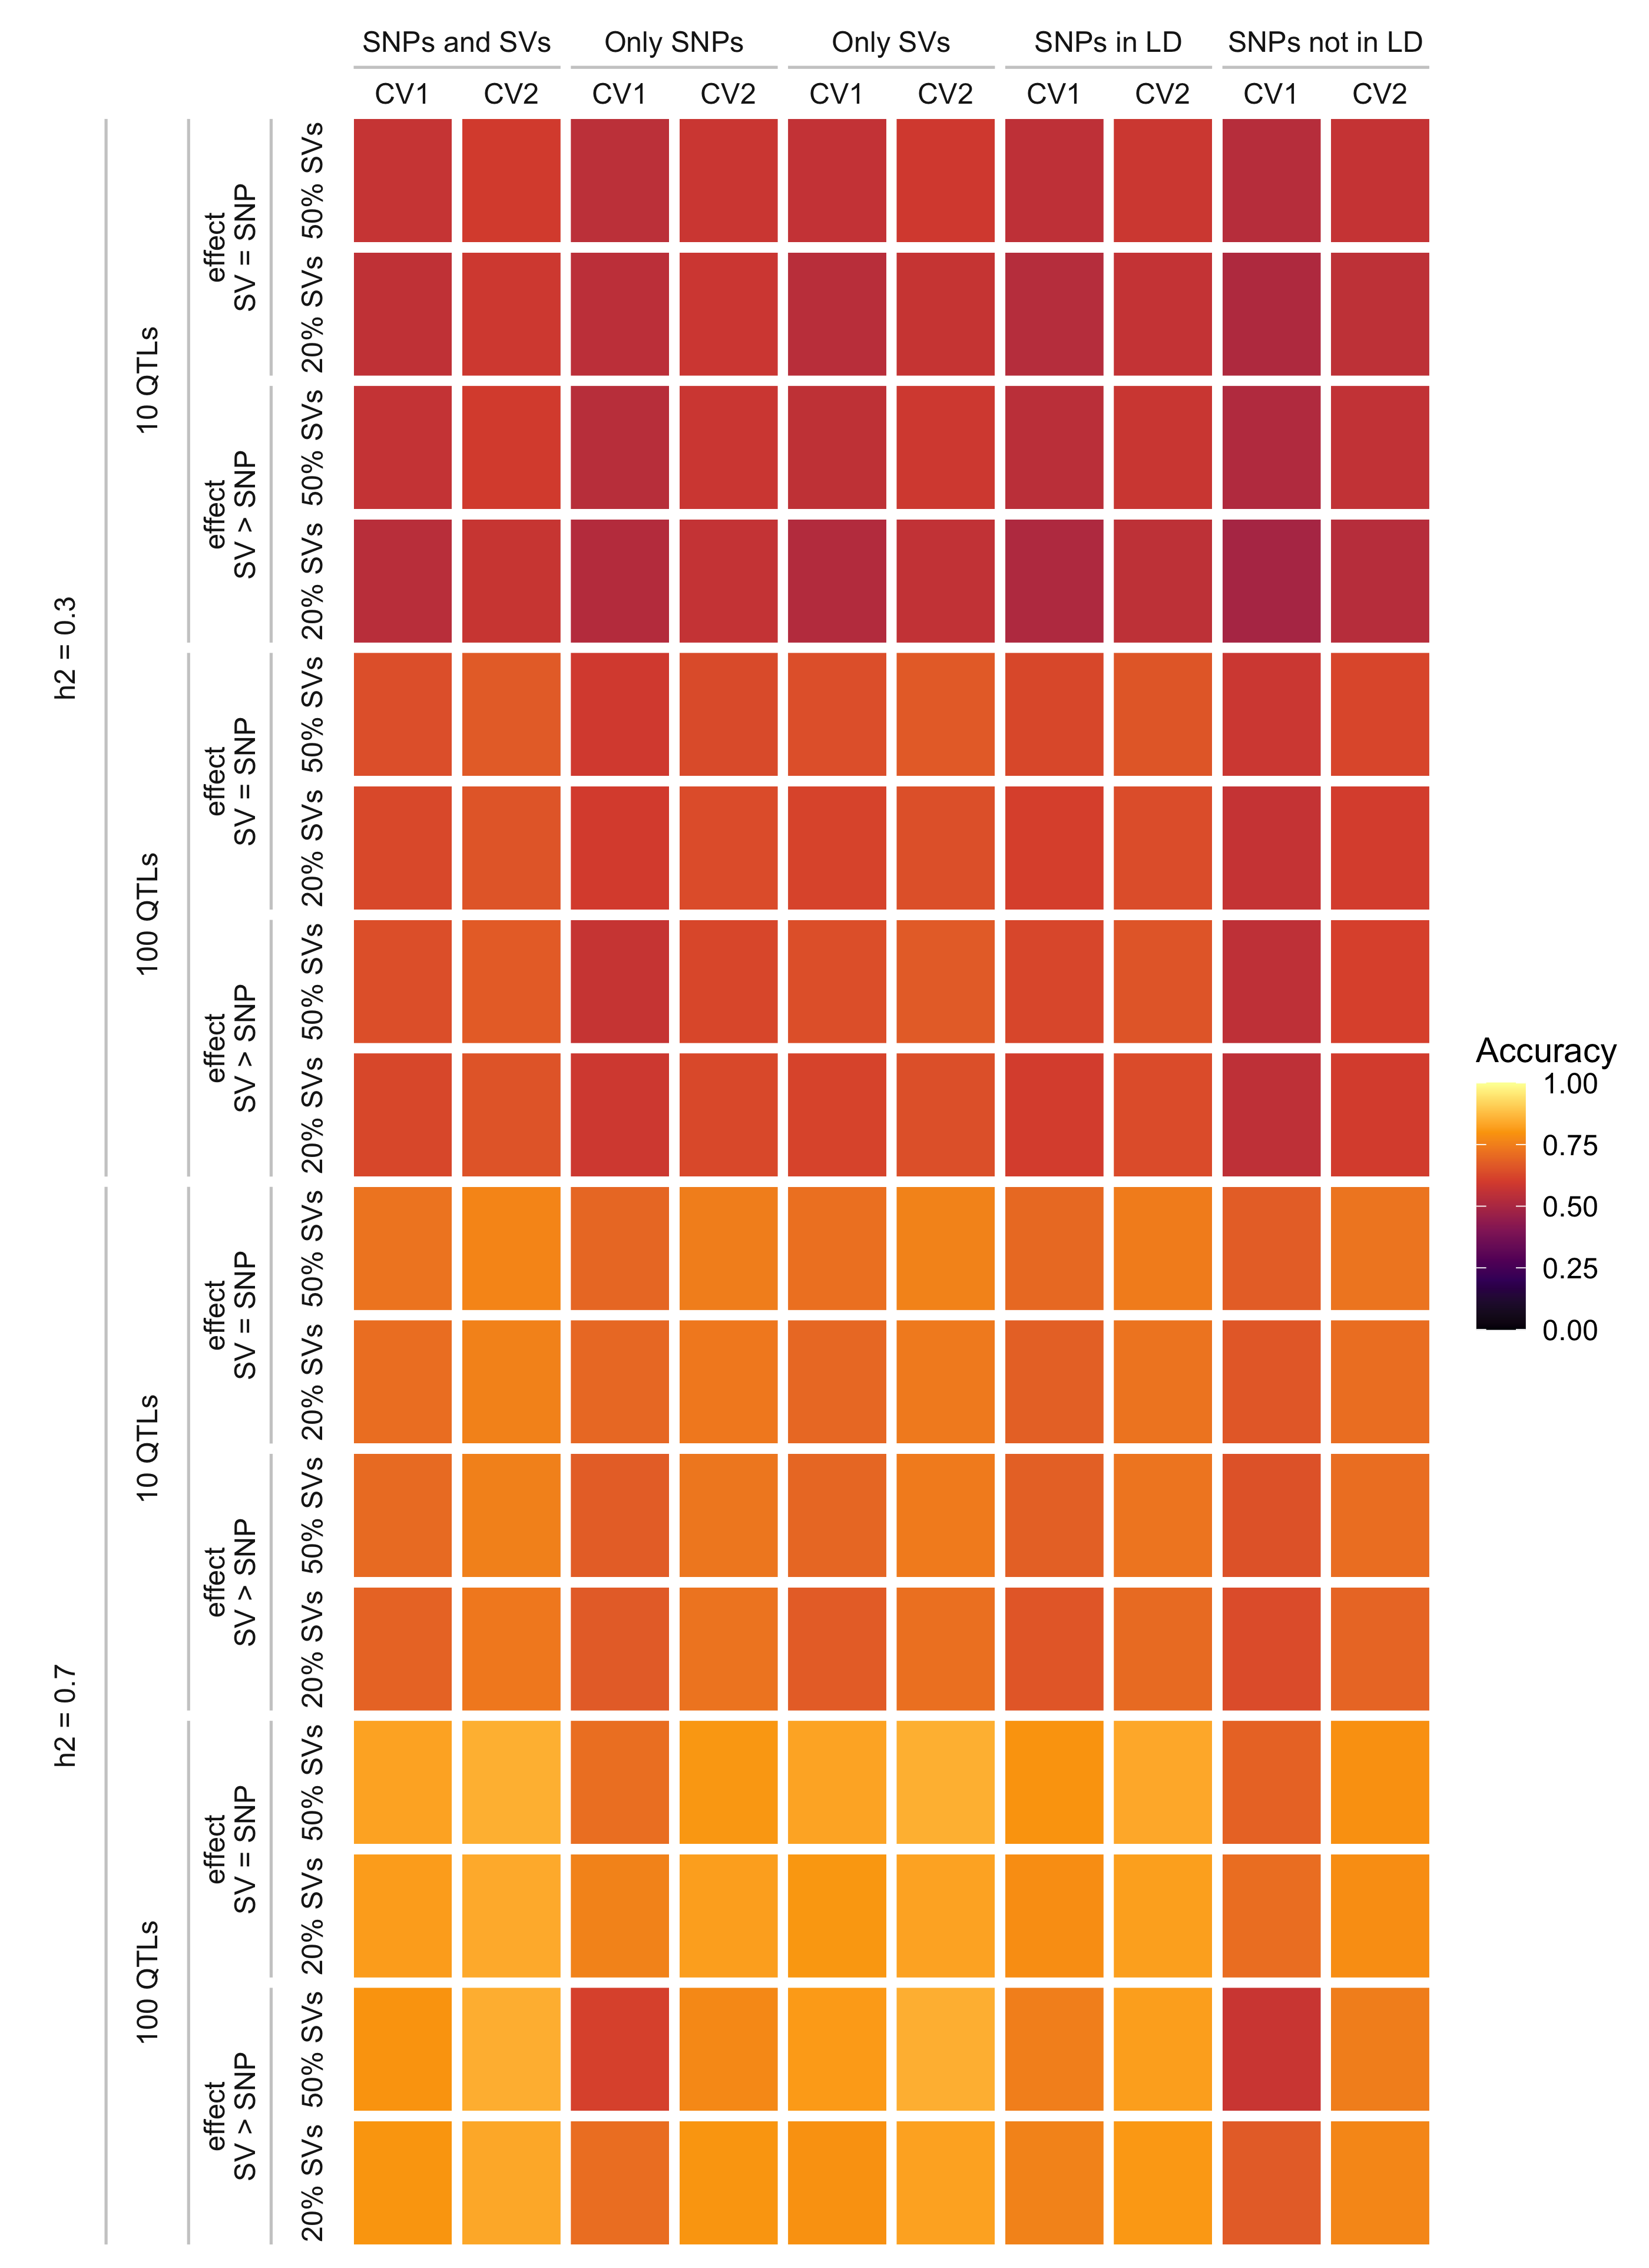 SNPs and SVs Only SNPs Only SVs SNPs in LD SNPs not in LD
CV1 CV2 CV1 CV2 CV1 CV2 CV1 CV2 CV1 CV2
h2 = 0.3
10 QTLs
effect
SV = SNP
50% SVs
20% SVs
effect
SV > SNP
50% SVs
20% SVs
100 QTLs
effect
SV = SNP
50% SVs
20% SVs
effect
SV > SNP
50% SVs
20% SVs
h2 = 0.7
10 QTLs
effect
SV = SNP
50% SVs
20% SVs
effect
SV > SNP
50% SVs
20% SVs
100 QTLs
effect
SV = SNP
50% SVs
20% SVs
effect
SV > SNP
50% SVs
20% SVs
Accuracy
1.00
0.75
0.50
0.25
0.00